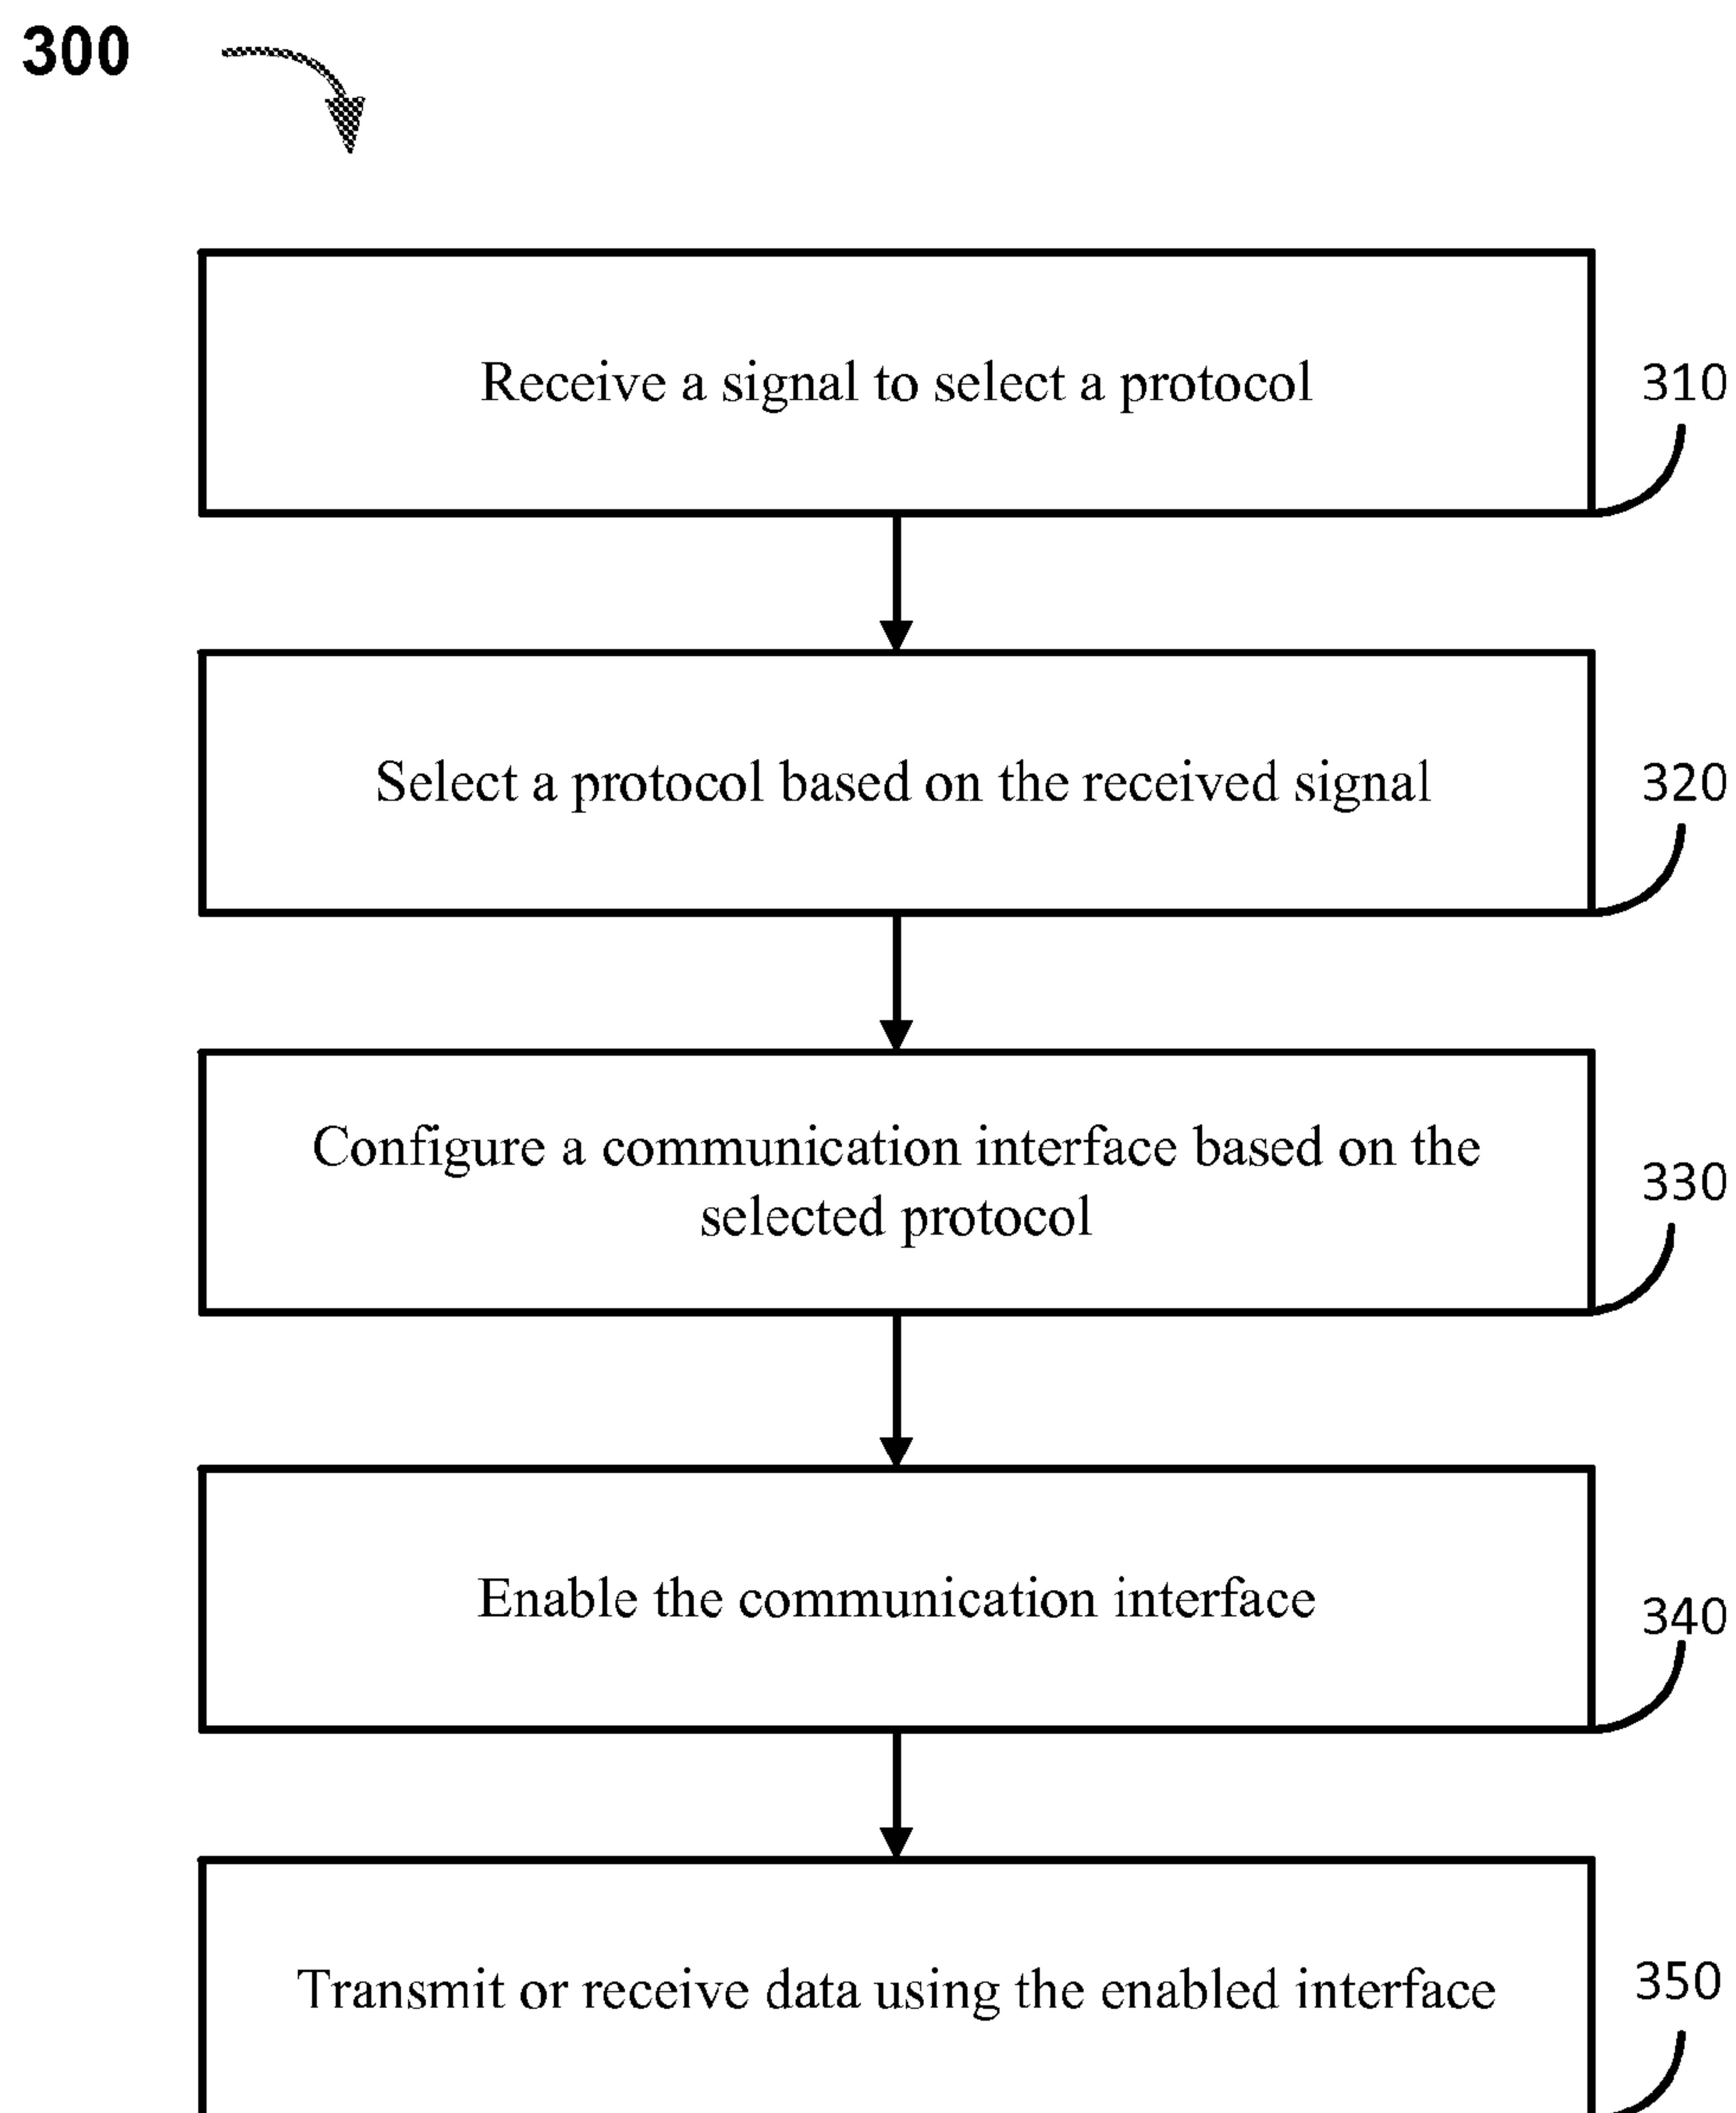 300
Receive a signal to select a protocol
310
Select a protocol based on the received signal
320
Configure a communication interface based on the
selected protocol
330
Enable the communication interface
340
Transmit or receive data using the enabled interface
350